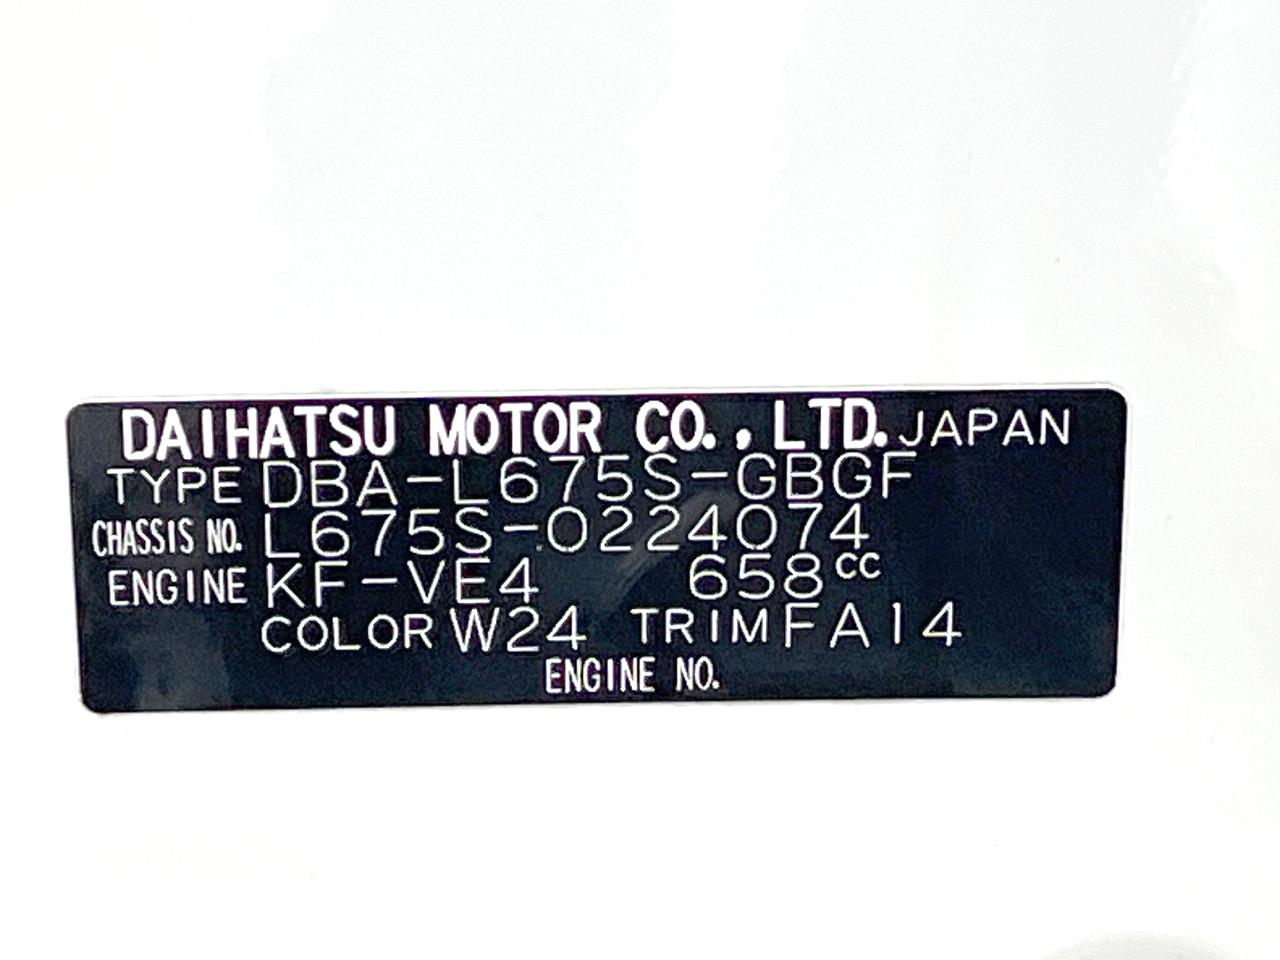 DAIHATSU MOTOR CO., LTD. JAPAN
TYPE DBA-L675S-GBGF
CHASSIS NO. L675S-0224074
ENGINE KF-VE4 658cc
COLOR W24 TRIM FA14
ENGINE NO.